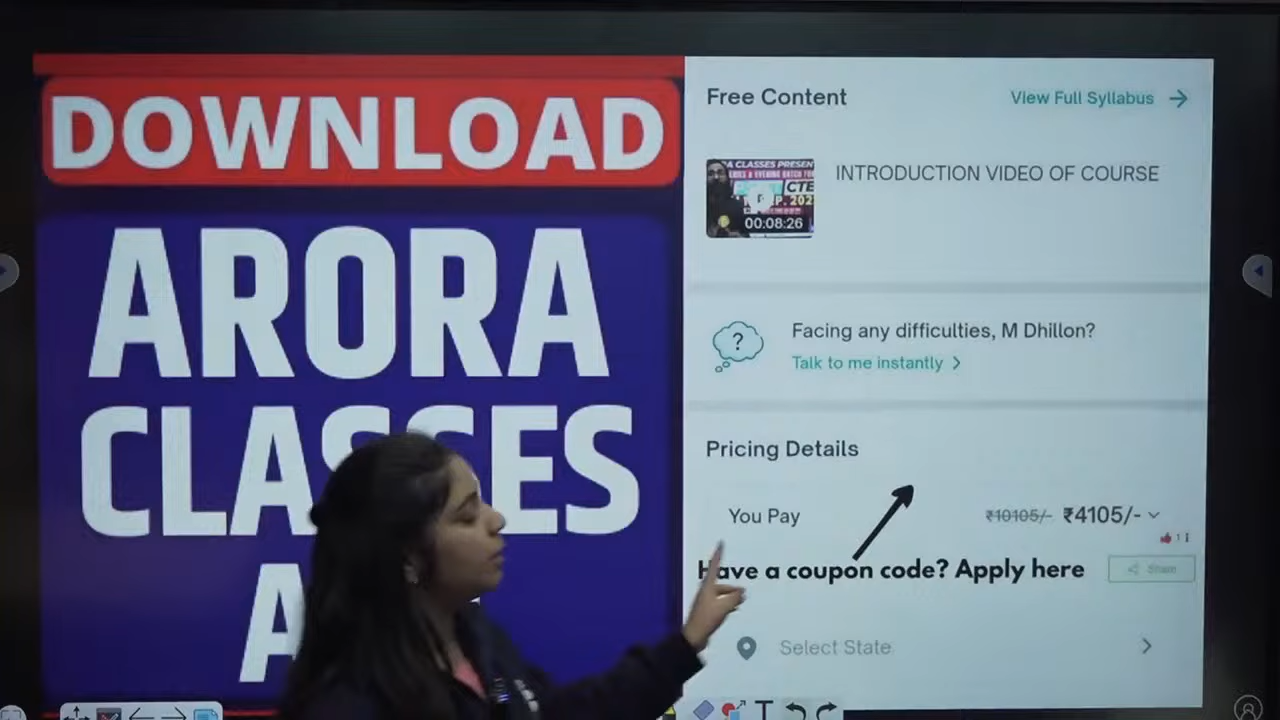 DOWNLOAD
ARORA
CLASSES
A
Free Content
View Full Syllabus
INTRODUCTION VIDEO OF COURSE
00:08:26
Facing any difficulties, M Dhillon?
Talk to me instantly
Pricing Details
You Pay
₹10105/- ₹4105/-
Have a coupon code? Apply here
Share
Select State